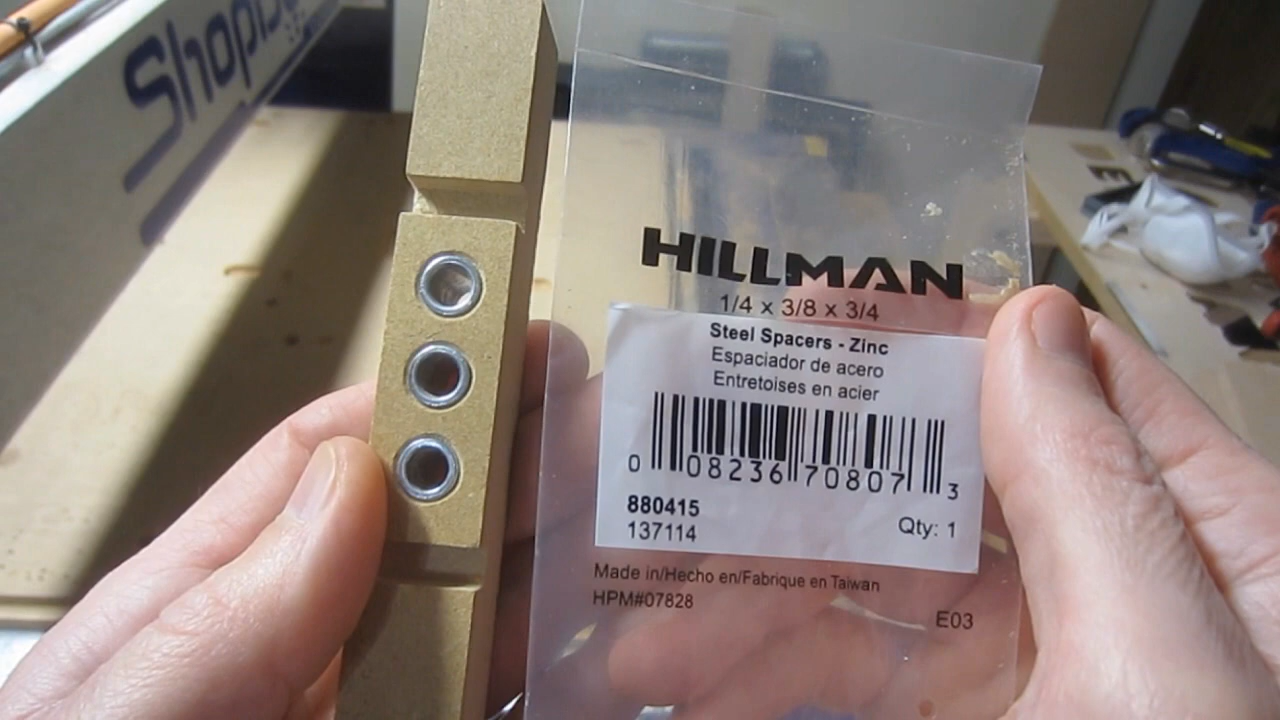 HILLMAN
1/4 x 3/8 x 3/4
Steel Spacers - Zinc
Espaciador de acero
Entretoises en acier
0 08236 70807 3
880415
137114
Qty: 1
Made in/Hecho en/Fabrique en Taiwan
HPM#07828
E03